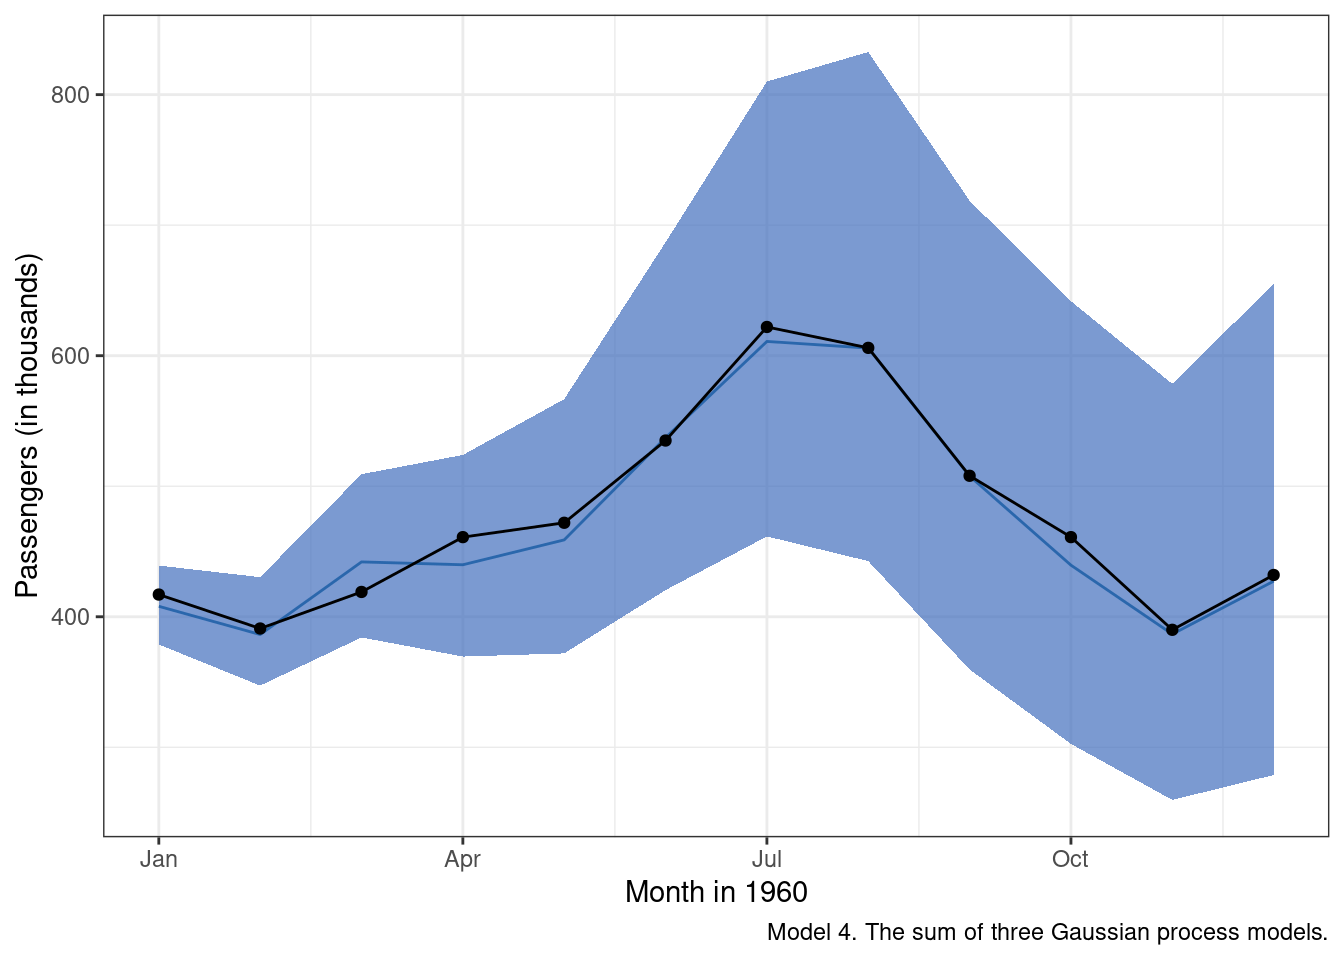 Passengers (in thousands)
800
600
400
Jan Apr Jul Oct
Month in 1960
Model 4. The sum of three Gaussian process models.